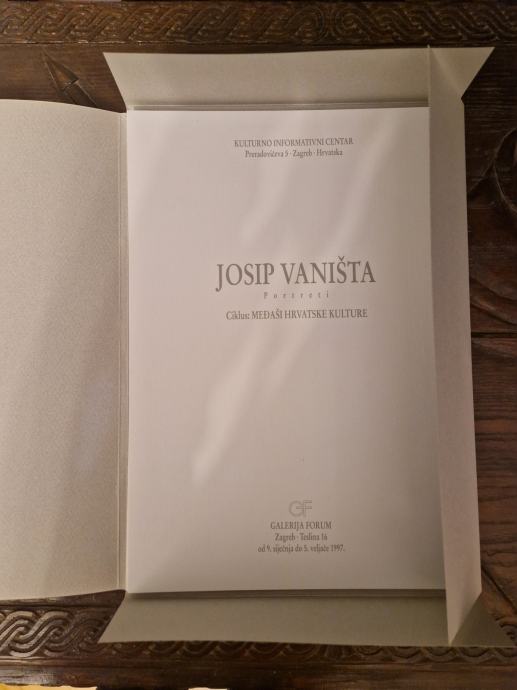 KULTURNO INFORMATIVNI CENTAR
Preradovićeva 5 · Zagreb · Hrvatska
JOSIP VANIŠTA
Portreti
Ciklus: MEĐAŠI HRVATSKE KULTURE
GF
GALERIJA FORUM
Zagreb · Teslina 16
od 9. siječnja do 5. veljače 1997.